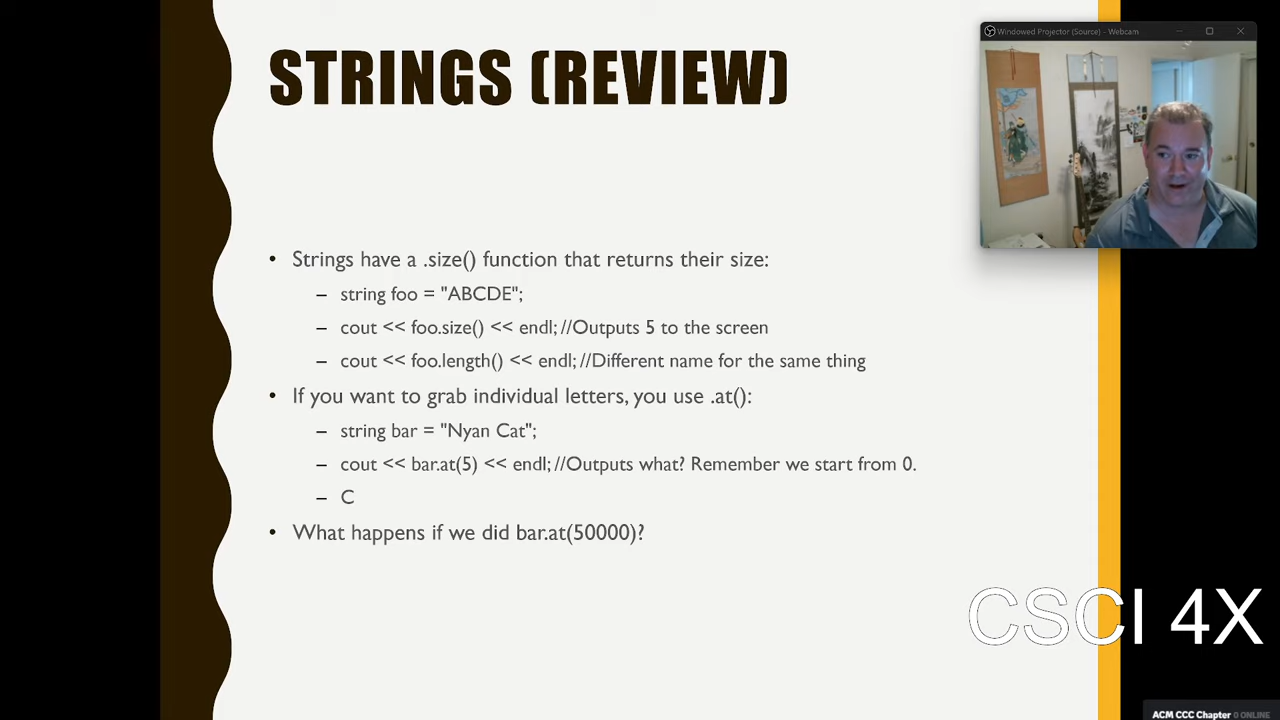 STRINGS (REVIEW)
Windowed Projector (Source) - Webcam
• Strings have a .size() function that returns their size:
– string foo = "ABCDE";
– cout << foo.size() << endl; //Outputs 5 to the screen
– cout << foo.length() << endl; //Different name for the same thing
• If you want to grab individual letters, you use .at():
– string bar = "Nyan Cat";
– cout << bar.at(5) << endl; //Outputs what? Remember we start from 0.
– C
• What happens if we did bar.at(50000)?
CSCI 4X
ACM CCC Chapter 0 ONLINE